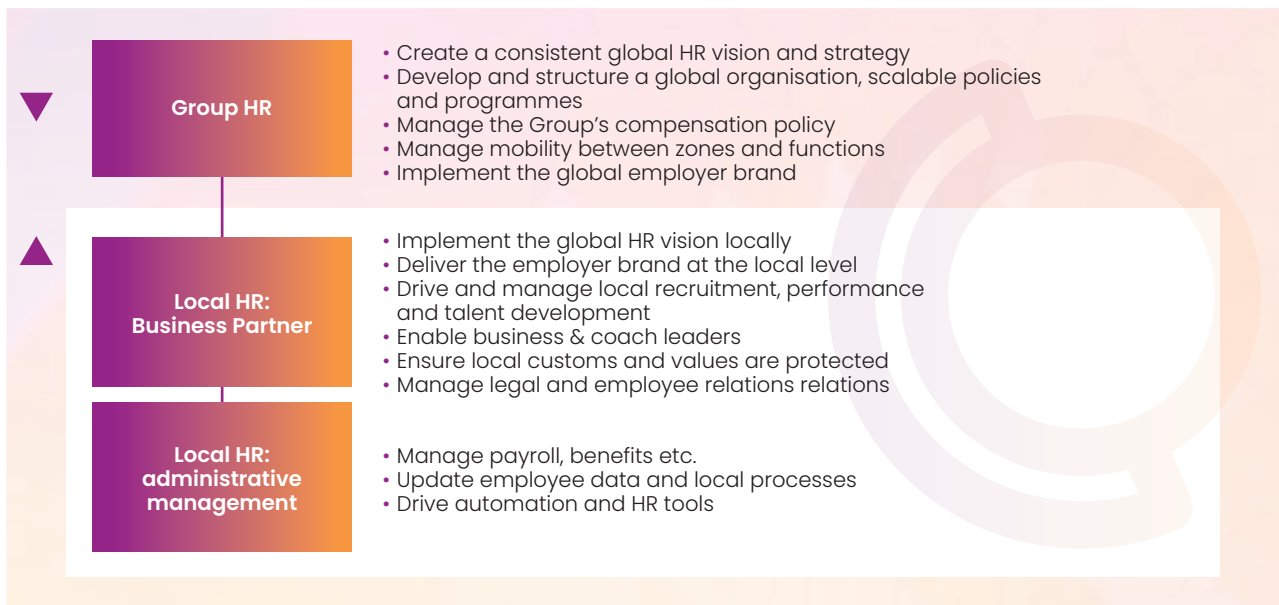 Group HR
• Create a consistent global HR vision and strategy
• Develop and structure a global organisation, scalable policies
and programmes
• Manage the Group's compensation policy
• Manage mobility between zones and functions
• Implement the global employer brand
Local HR:
Business Partner
• Implement the global HR vision locally
• Deliver the employer brand at the local level
• Drive and manage local recruitment, performance
and talent development
• Enable business & coach leaders
• Ensure local customs and values are protected
• Manage legal and employee relations relations
Local HR:
administrative
management
• Manage payroll, benefits etc.
• Update employee data and local processes
• Drive automation and HR tools